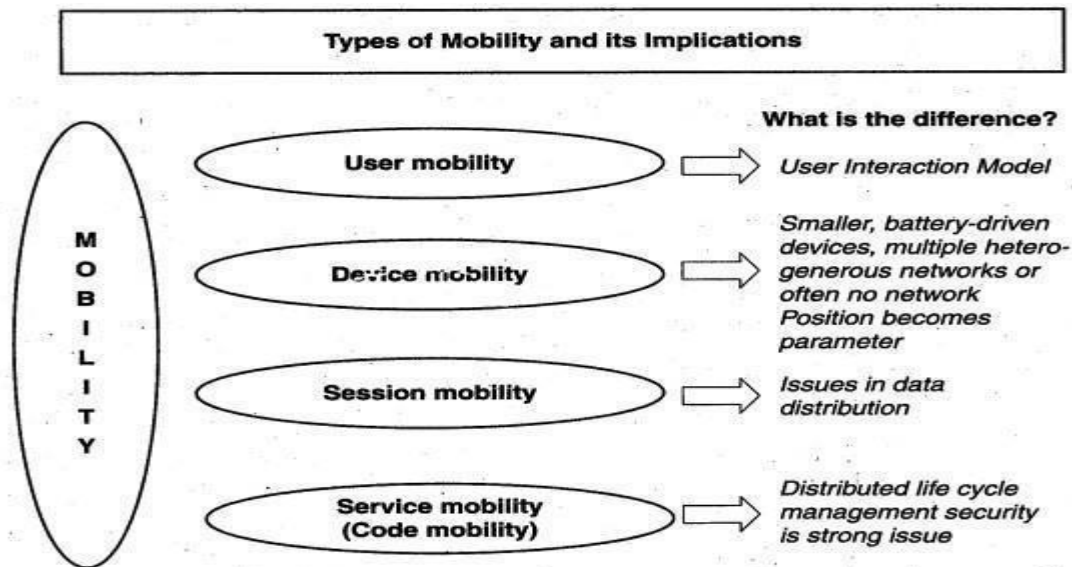 Types of Mobility and its Implications
What is the difference?
M
O
B
I
L
I
T
Y
User mobility
User Interaction Model
Device mobility
Smaller, battery-driven
devices, multiple hetero-
generous networks or
often no network
Position becomes
parameter
Session mobility
Issues in data
distribution
Service mobility
(Code mobility)
Distributed life cycle
management security
is strong issue